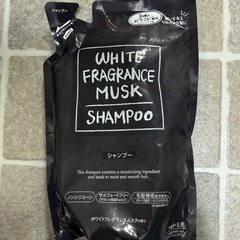 シャンプー
WHITE
FRAGRANCE
MUSK
SHAMPOO
シャンプー
This shampoo contains a moisturizing ingredient
and leads to moist and smooth hair.
ノンシリコーン
サルフェートフリー
ホワイトフレグランスムスクの香り